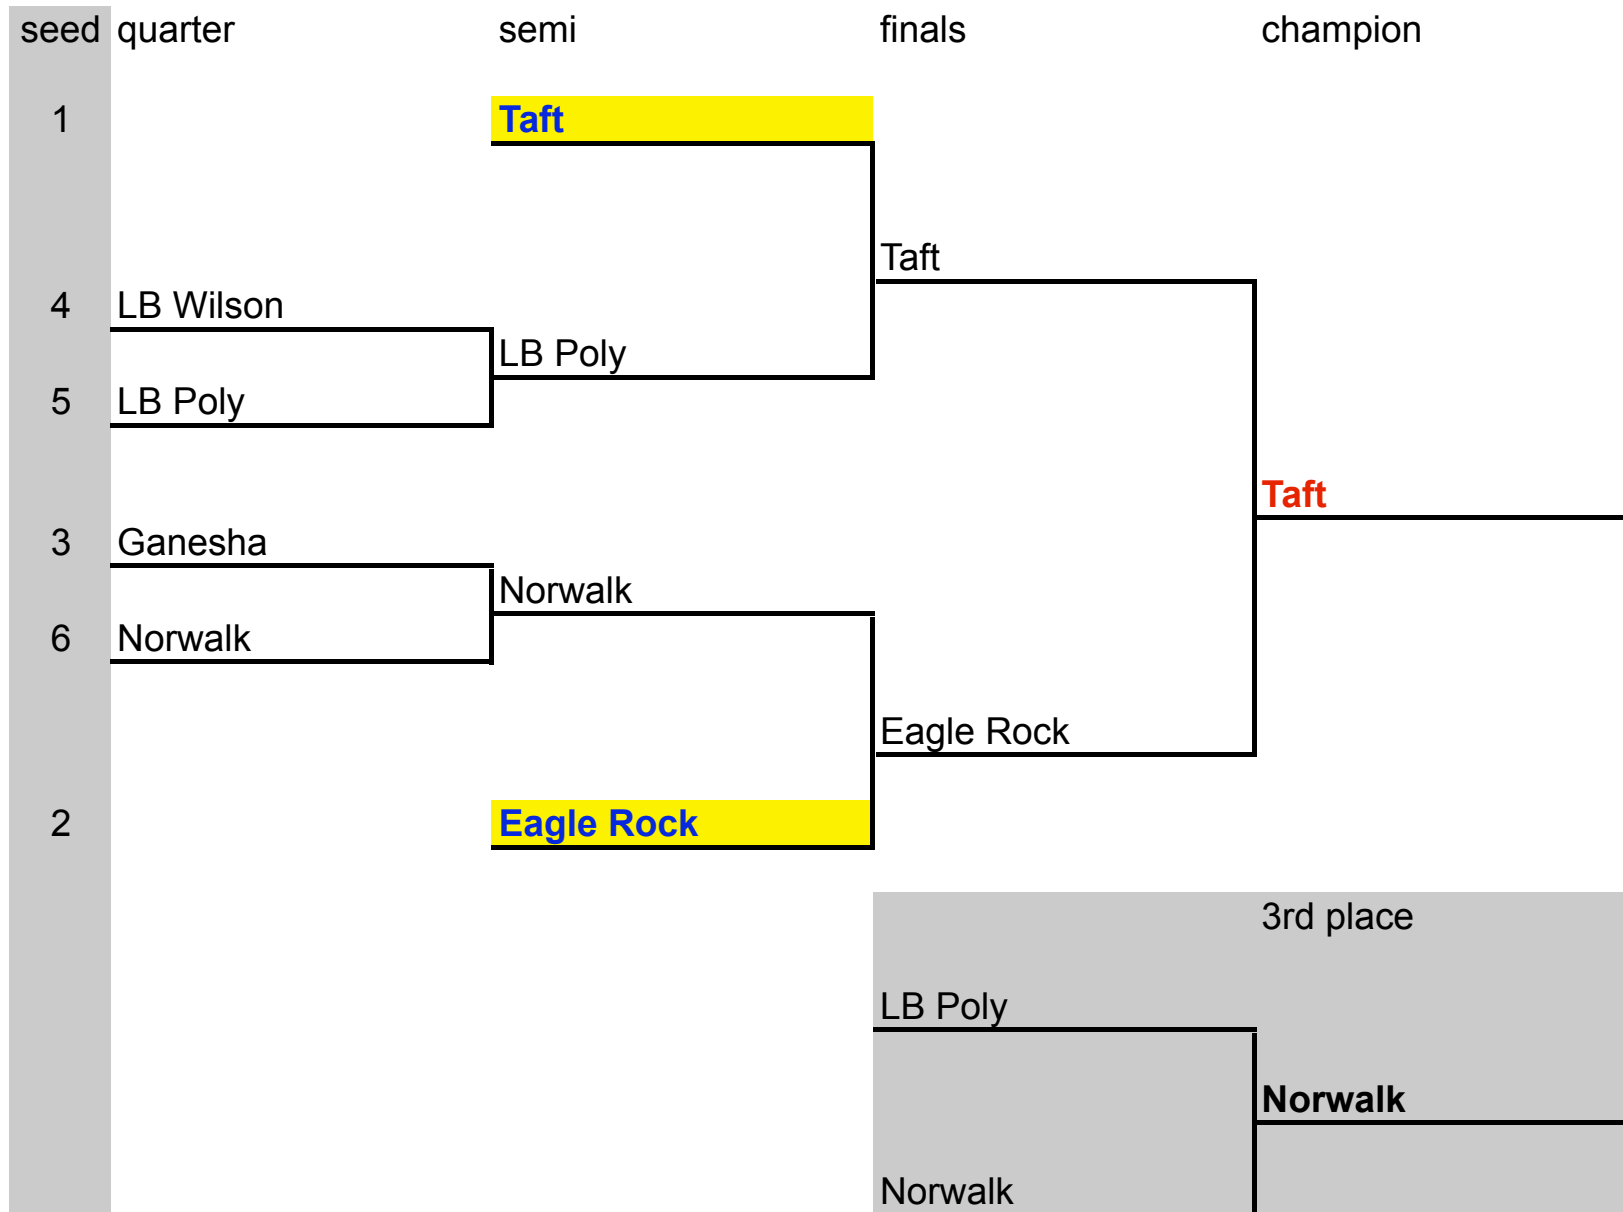 seed quarter semi finals champion
1 Taft
Taft
4 LB Wilson
LB Poly
5 LB Poly
Taft
3 Ganesha
Norwalk
6 Norwalk
Eagle Rock
2 Eagle Rock
3rd place
LB Poly
Norwalk
Norwalk